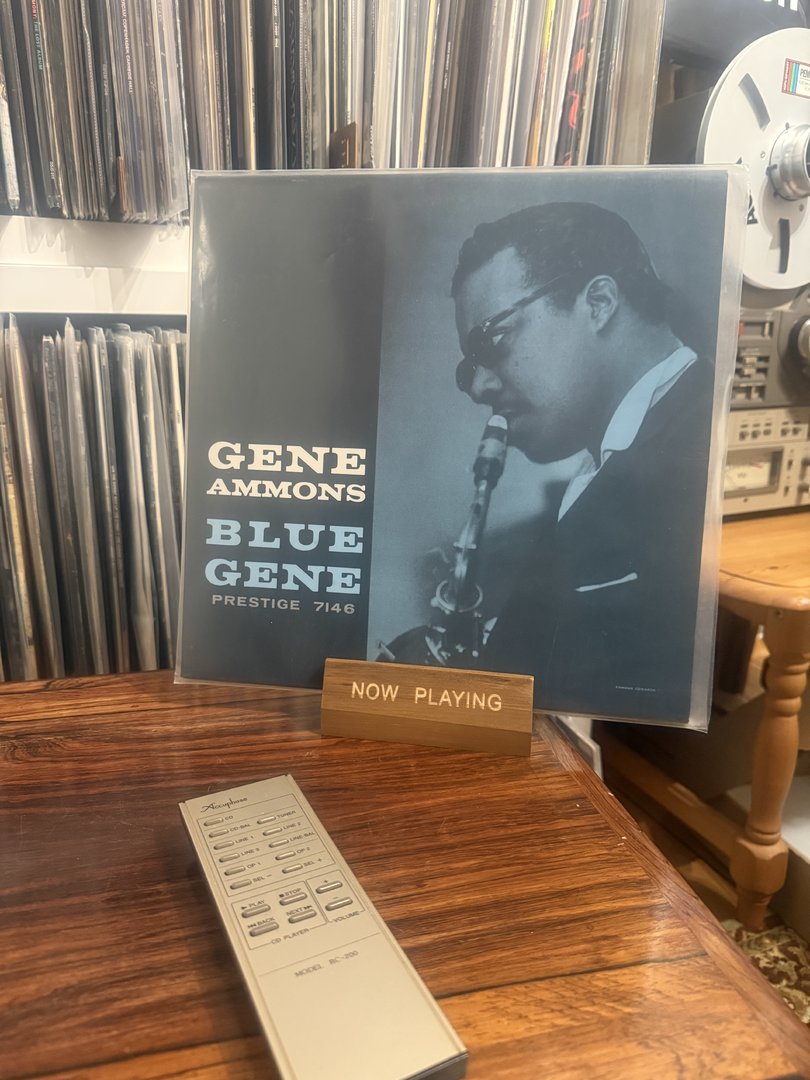 GENE
AMMONS
BLUE
GENE
PRESTIGE 7146
NOW PLAYING
Accuphase
CD TUNER
CD-BAL LINE 2
LINE 1 LINE-BAL
LINE 3 OP 2
OP 1 SEL +
SEL -
▶ PLAY ■ STOP +
⏮ BACK NEXT ⏭ -
CD PLAYER VOLUME
MODEL RC-200